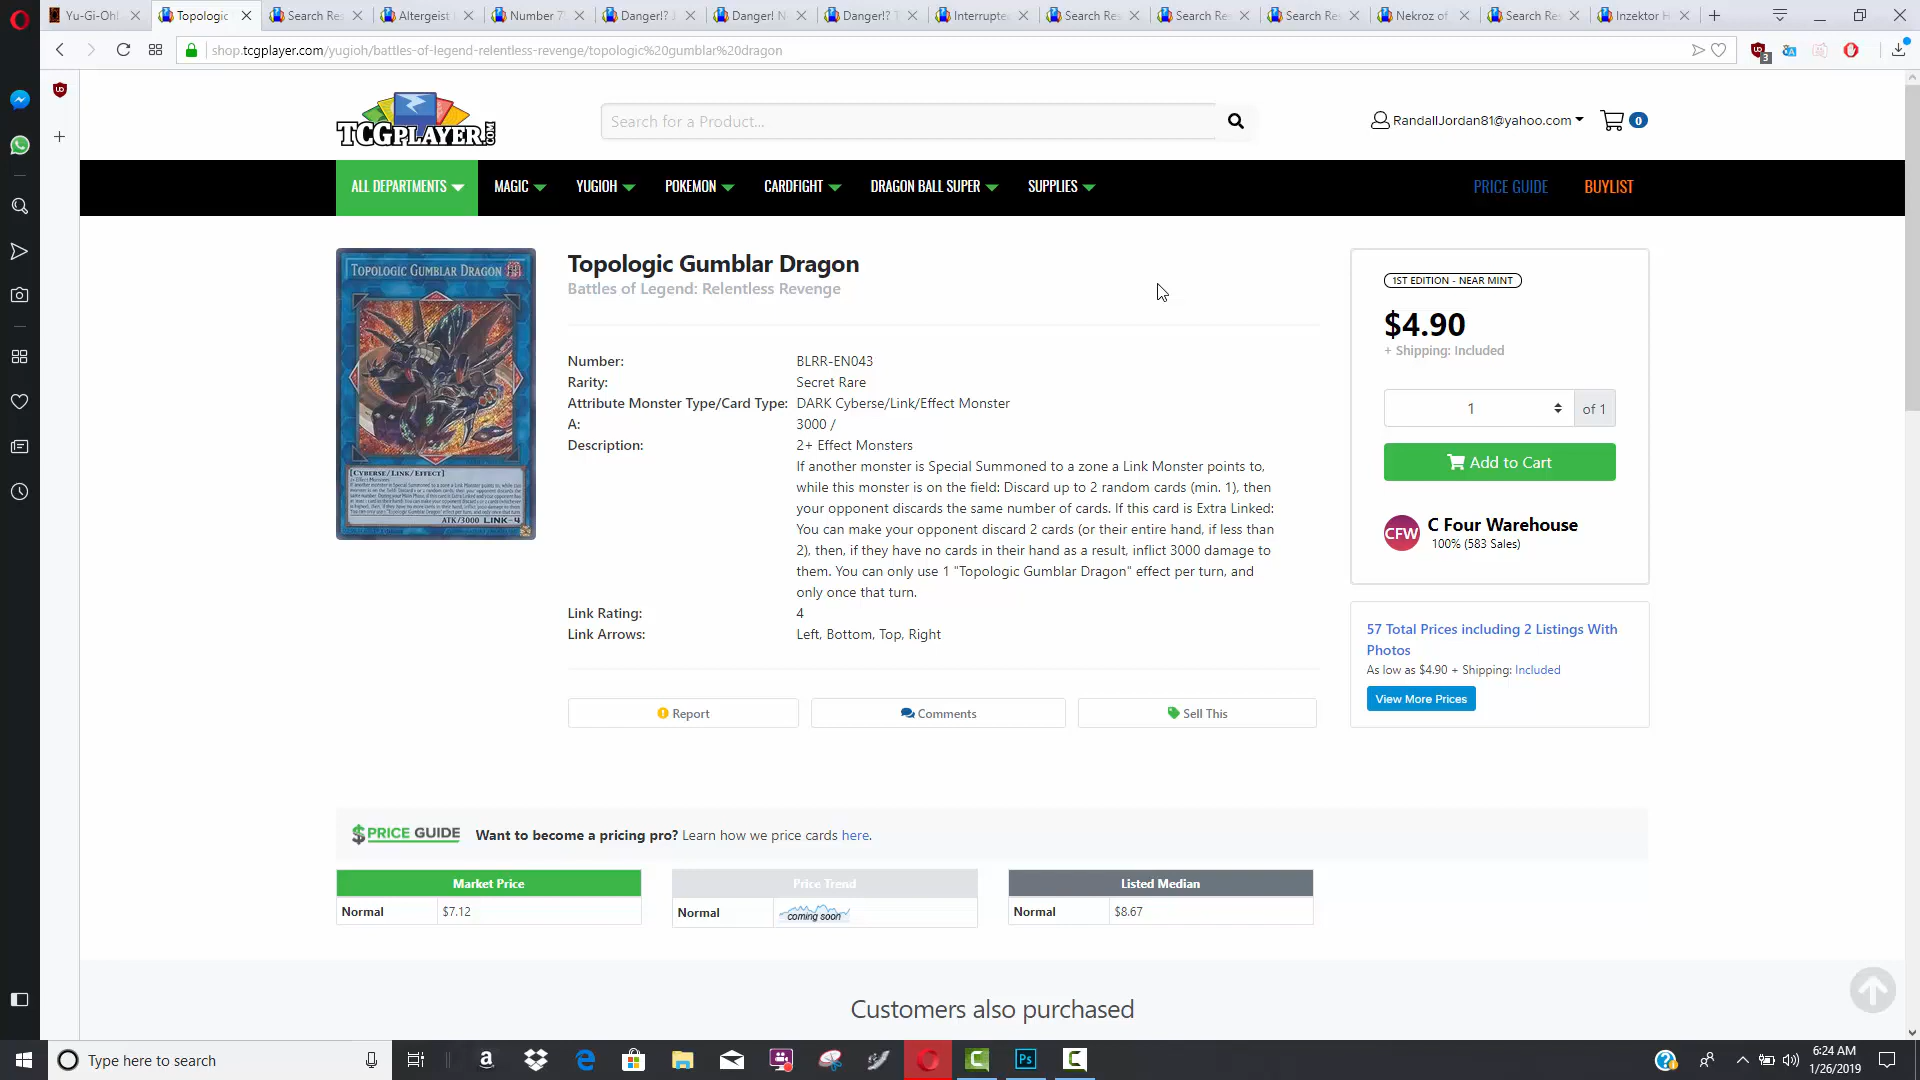 Yu-Gi-Oh!
Topologic
Search Re
Altergeist
Number 7
Danger!?
Danger! N
Danger!? T
Interrupte
Search Re
Search Re
Search Re
Nekroz of
Search Re
Inzektor H
shop.tcgplayer.com/yugioh/battles-of-legend-relentless-revenge/topologic%20gumblar%20dragon
3
TCGPLAYER.COM
Search for a Product...
RandallJordan81@yahoo.com
0
ALL DEPARTMENTS
MAGIC
YUGIOH
POKEMON
CARDFIGHT
DRAGON BALL SUPER
SUPPLIES
PRICE GUIDE
BUYLIST
TOPOLOGIC GUMBLAR DRAGON
[CYBERSE/LINK/EFFECT]
ATK/3000 LINK-4
Topologic Gumblar Dragon
Battles of Legend: Relentless Revenge
Number: BLRR-EN043
Rarity: Secret Rare
Attribute Monster Type/Card Type: DARK Cyberse/Link/Effect Monster
A: 3000 /
Description: 2+ Effect Monsters
If another monster is Special Summoned to a zone a Link Monster points to,
while this monster is on the field: Discard up to 2 random cards (min. 1), then
your opponent discards the same number of cards. If this card is Extra Linked:
You can make your opponent discard 2 cards (or their entire hand, if less than
2), then, if they have no cards in their hand as a result, inflict 3000 damage to
them. You can only use 1 "Topologic Gumblar Dragon" effect per turn, and
only once that turn.
Link Rating: 4
Link Arrows: Left, Bottom, Top, Right
Report
Comments
Sell This
1ST EDITION - NEAR MINT
$4.90
+ Shipping: Included
1 of 1
Add to Cart
CFW
C Four Warehouse
100% (583 Sales)
57 Total Prices including 2 Listings With
Photos
As low as $4.90 + Shipping: Included
View More Prices
$PRICE GUIDE Want to become a pricing pro? Learn how we price cards here.
Market Price
Normal $7.12
Price Trend
Normal coming soon
Listed Median
Normal $8.67
Customers also purchased
Type here to search
Ps
6:24 AM
1/26/2019